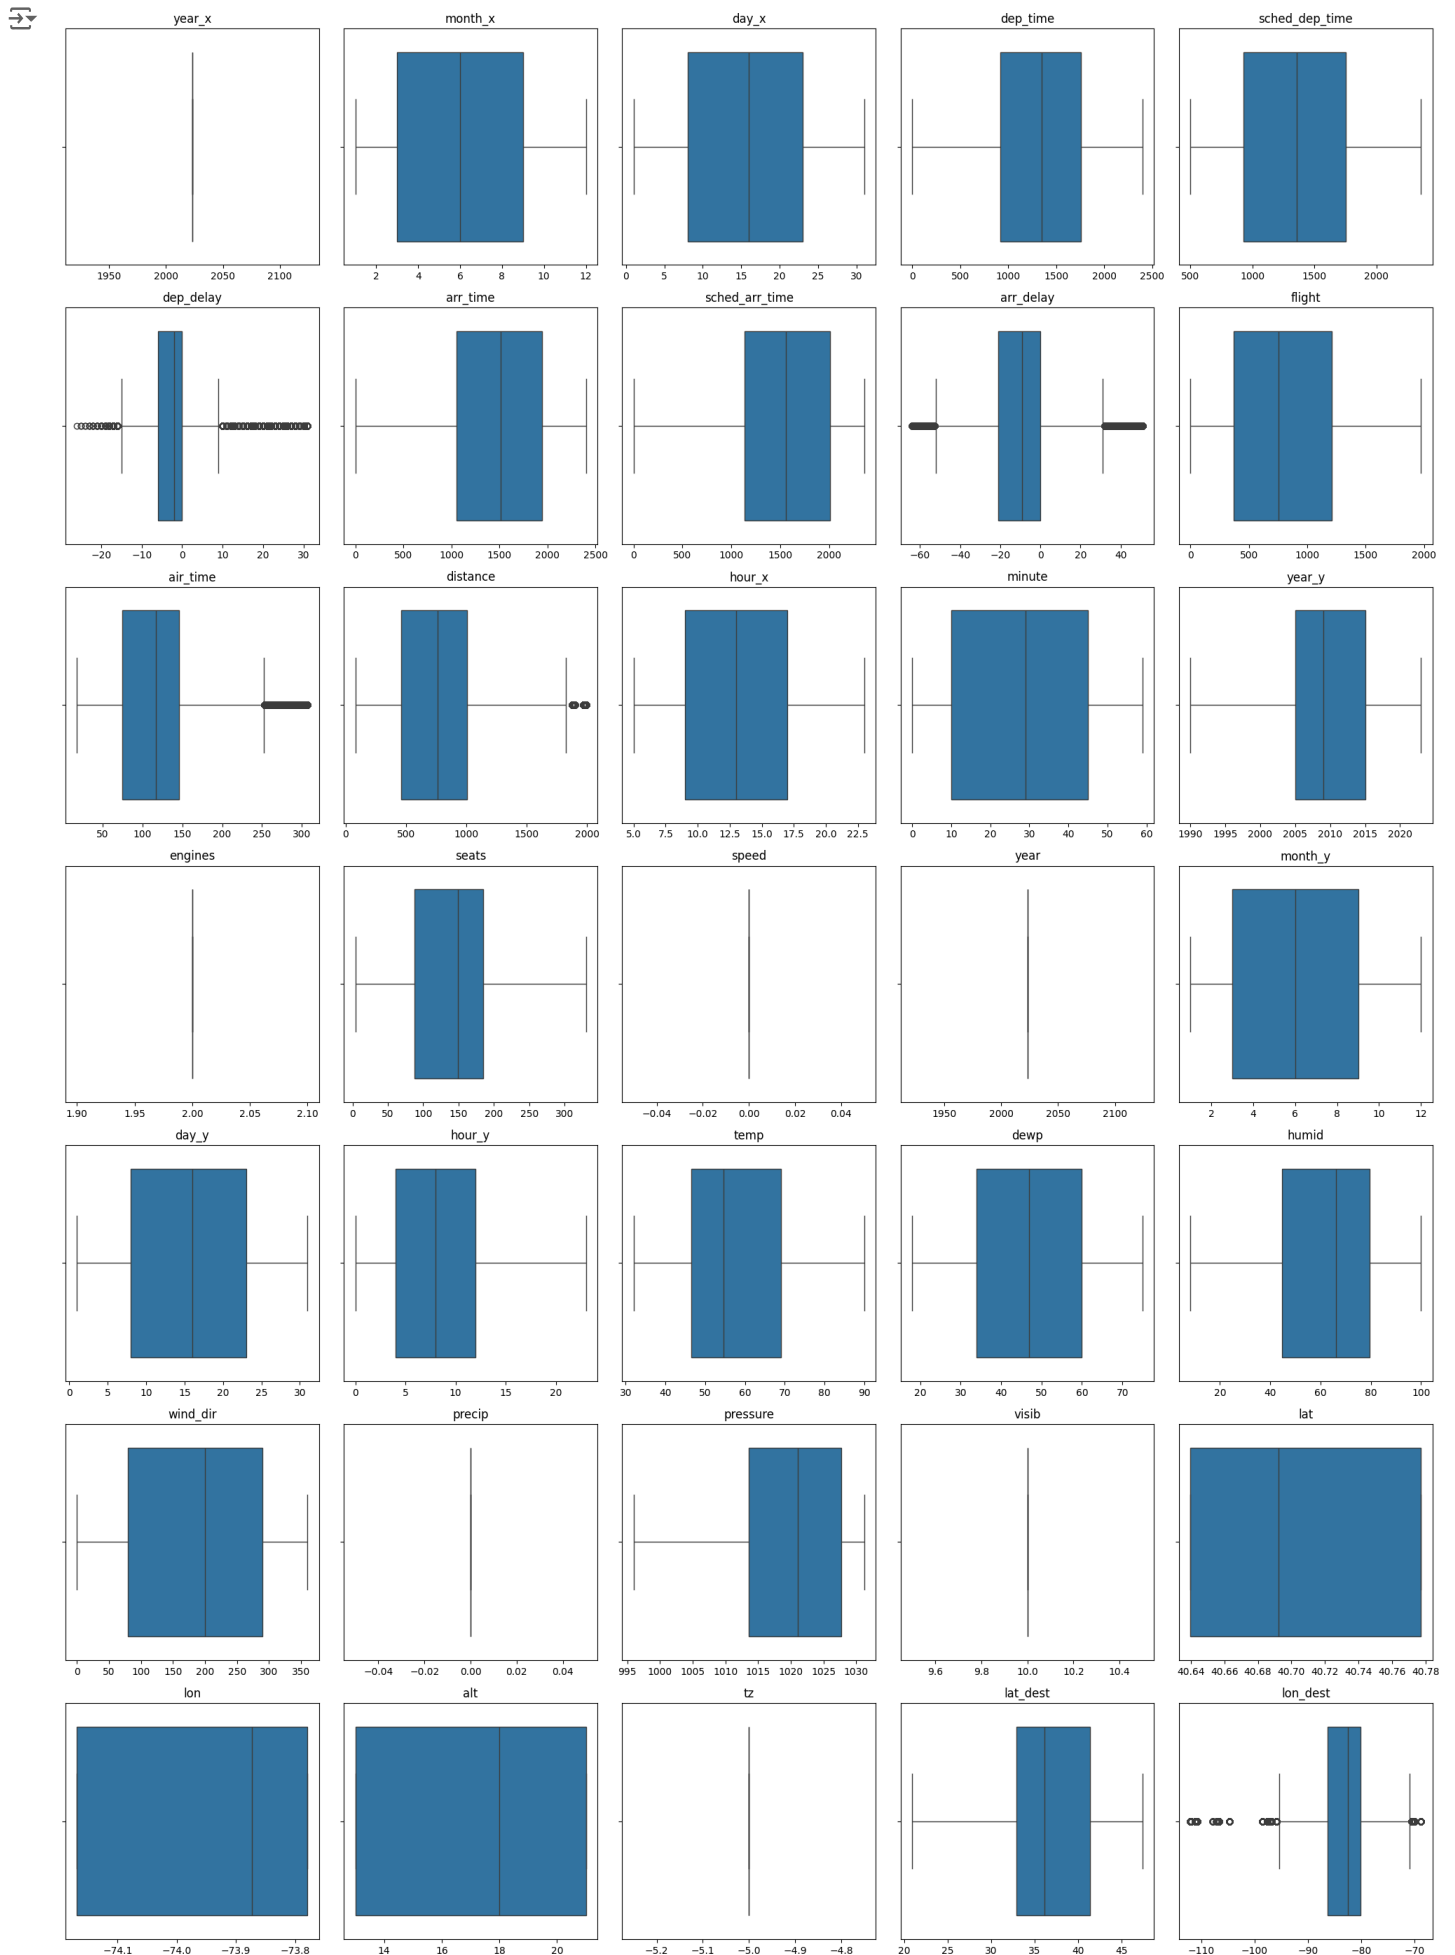 year_x month_x day_x dep_time sched_dep_time
1950 2000 2050 2100 2 4 6 8 10 12 0 5 10 15 20 25 30 0 500 1000 1500 2000 2500 500 1000 1500 2000
dep_delay arr_time sched_arr_time arr_delay flight
−20 −10 0 10 20 30 0 500 1000 1500 2000 2500 0 500 1000 1500 2000 −60 −40 −20 0 20 40 0 500 1000 1500 2000
air_time distance hour_x minute year_y
50 100 150 200 250 300 0 500 1000 1500 2000 5.0 7.5 10.0 12.5 15.0 17.5 20.0 22.5 0 10 20 30 40 50 60 1990 1995 2000 2005 2010 2015 2020
engines seats speed year month_y
1.90 1.95 2.00 2.05 2.10 0 50 100 150 200 250 300 −0.04 −0.02 0.00 0.02 0.04 1950 2000 2050 2100 2 4 6 8 10 12
day_y hour_y temp dewp humid
0 5 10 15 20 25 30 0 5 10 15 20 30 40 50 60 70 80 90 20 30 40 50 60 70 20 40 60 80 100
wind_dir precip pressure visib lat
0 50 100 150 200 250 300 350 −0.04 −0.02 0.00 0.02 0.04 995 1000 1005 1010 1015 1020 1025 1030 9.6 9.8 10.0 10.2 10.4 40.64 40.66 40.68 40.70 40.72 40.74 40.76 40.78
lon alt tz lat_dest lon_dest
−74.1 −74.0 −73.9 −73.8 14 16 18 20 −5.2 −5.1 −5.0 −4.9 −4.8 20 25 30 35 40 45 −110 −100 −90 −80 −70